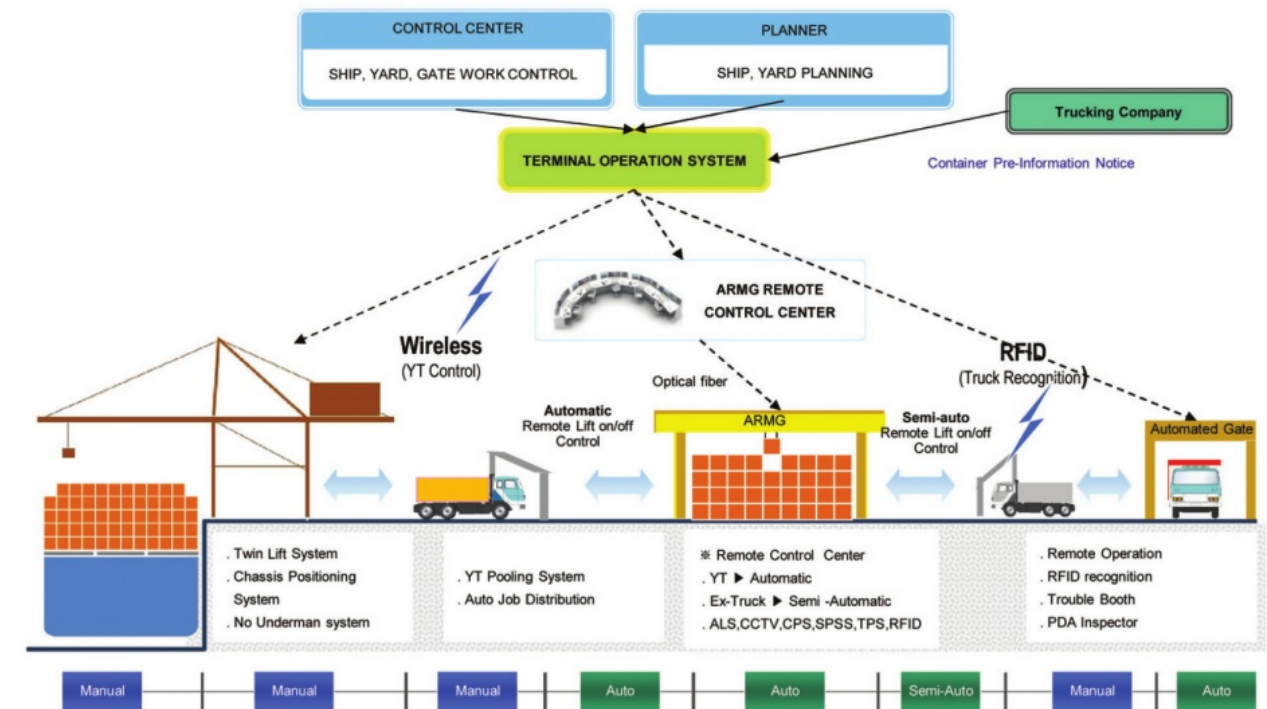 CONTROL CENTER
SHIP, YARD, GATE WORK CONTROL
PLANNER
SHIP, YARD PLANNING
Trucking Company
TERMINAL OPERATION SYSTEM
Container Pre-Information Notice
ARMG REMOTE
CONTROL CENTER
Wireless
(YT Control)
RFID
(Truck Recognition)
Optical fiber
Automatic
Remote Lift on/off
Control
ARMG
Semi-auto
Remote Lift on/off
Control
Automated Gate
. Twin Lift System
. Chassis Positioning
System
. No Underman system
. YT Pooling System
. Auto Job Distribution
※ Remote Control Center
. YT ▶ Automatic
. Ex-Truck ▶ Semi -Automatic
. ALS,CCTV,CPS,SPSS,TPS,RFID
. Remote Operation
. RFID recognition
. Trouble Booth
. PDA Inspector
Manual
Manual
Manual
Auto
Auto
Semi-Auto
Manual
Auto